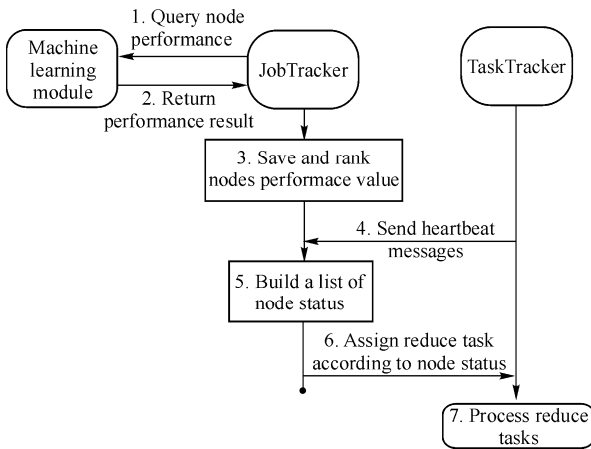 1. Query node
performance
Machine
learning
module
JobTracker
TaskTracker
2. Return
performance result
3. Save and rank
nodes performace value
4. Send heartbeat
messages
5. Build a list of
node status
6. Assign reduce task
according to node status
7. Process reduce
tasks